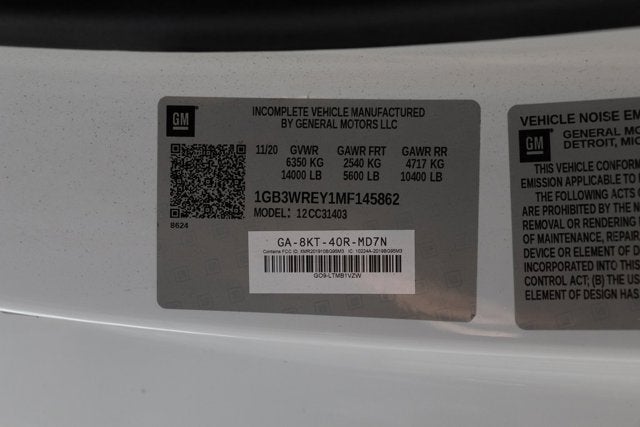 GM
INCOMPLETE VEHICLE MANUFACTURED
BY GENERAL MOTORS LLC
11/20 GVWR GAWR FRT GAWR RR
6350 KG 2540 KG 4717 KG
14000 LB 5600 LB 10400 LB
1GB3WREY1MF145862
MODEL: 12CC31403
8624
GA-8KT-40R-MD7N
Contains FCC ID:
GO9-LTMB1VZW
VEHICLE NOISE EM
GM
GENERAL MO
DETROIT, MIC
THIS VEHICLE CONFORM
EMISSION APPLICABLE T
THE FOLLOWING ACTS
ARE PROHIBITED BY THE N
REMOVAL OR RENDERING
OF MAINTENANCE, REPAIR
DEVICE OR ELEMENT OF D
INCORPORATED INTO THIS
CONTROL ACT; (B) THE US
ELEMENT OF DESIGN HAS